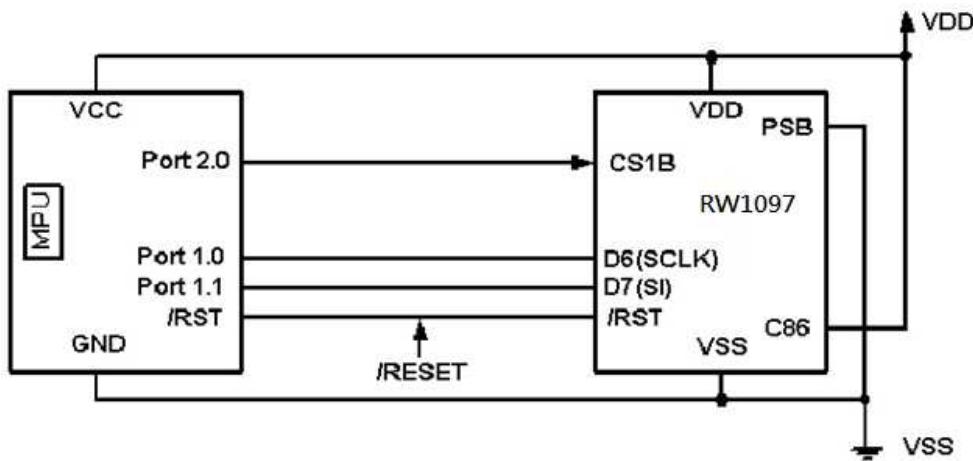 VDD
VCC
VDD
PSB
Port 2.0
CS1B
MPU
RW1097
Port 1.0
D6(SCLK)
Port 1.1
D7(SI)
/RST
/RST
C86
GND
VSS
/RESET
VSS